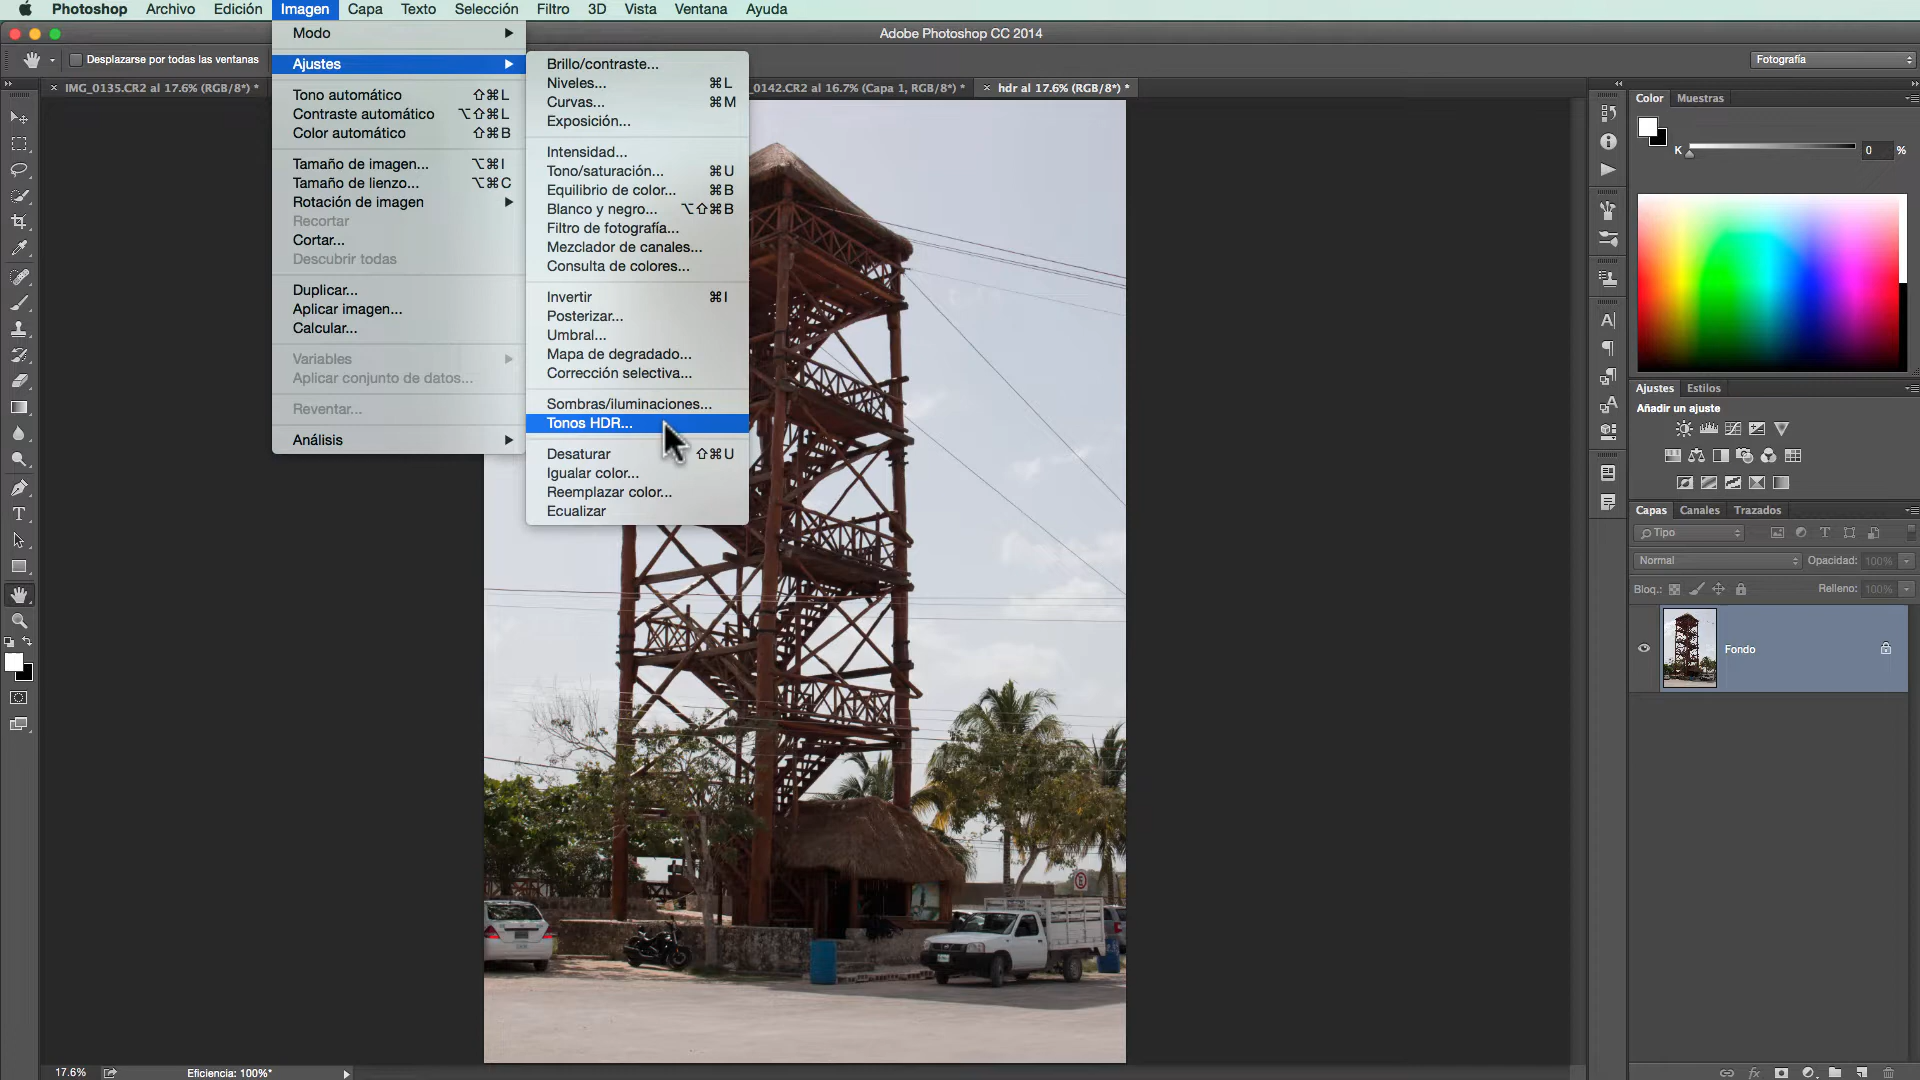 Photoshop Archivo Edición Imagen Capa Texto Selección Filtro 3D Vista Ventana Ayuda
Adobe Photoshop CC 2014
Desplazarse por todas las ventanas
Fotografía
IMG_0135.CR2 al 17.6% (RGB/8*) *
_0142.CR2 al 16.7% (Capa 1, RGB/8*) *
hdr al 17.6% (RGB/8*) *
Modo
Ajustes
Tono automático ⇧⌘L
Contraste automático ⌥⇧⌘L
Color automático ⇧⌘B
Tamaño de imagen... ⌥⌘I
Tamaño de lienzo... ⌥⌘C
Rotación de imagen
Recortar
Cortar...
Descubrir todas
Duplicar...
Aplicar imagen...
Calcular...
Variables
Aplicar conjunto de datos...
Reventar...
Análisis
Brillo/contraste...
Niveles... ⌘L
Curvas... ⌘M
Exposición...
Intensidad...
Tono/saturación... ⌘U
Equilibrio de color... ⌘B
Blanco y negro... ⌥⇧⌘B
Filtro de fotografía...
Mezclador de canales...
Consulta de colores...
Invertir ⌘I
Posterizar...
Umbral...
Mapa de degradado...
Corrección selectiva...
Sombras/iluminaciones...
Tonos HDR...
Desaturar ⇧⌘U
Igualar color...
Reemplazar color...
Ecualizar
Color Muestras
K 0 %
Ajustes Estilos
Añadir un ajuste
Capas Canales Trazados
Tipo
Normal Opacidad: 100%
Bloq.: Relleno: 100%
Fondo
17.6% Eficiencia: 100%*